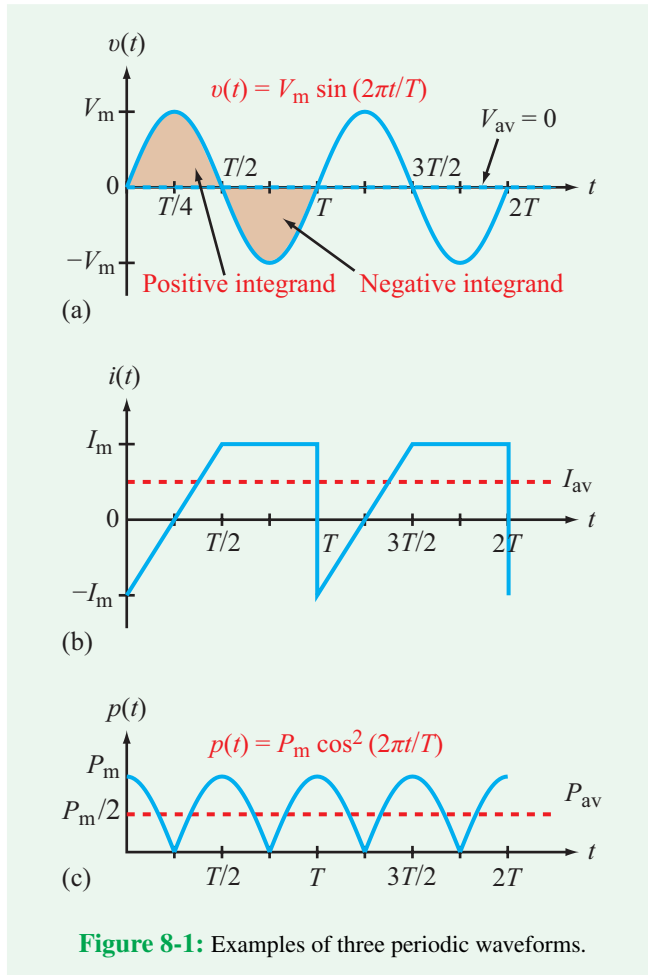 υ(t)
υ(t) = Vm sin (2πt/T)
Vm
Vav = 0
T/2
3T/2
0
t
T/4
T
2T
−Vm
Positive integrand
Negative integrand
(a)
i(t)
Im
Iav
0
t
T/2
T
3T/2
2T
−Im
(b)
p(t)
p(t) = Pm cos² (2πt/T)
Pm
Pav
Pm/2
t
(c)
T/2
T
3T/2
2T
Figure 8-1: Examples of three periodic waveforms.